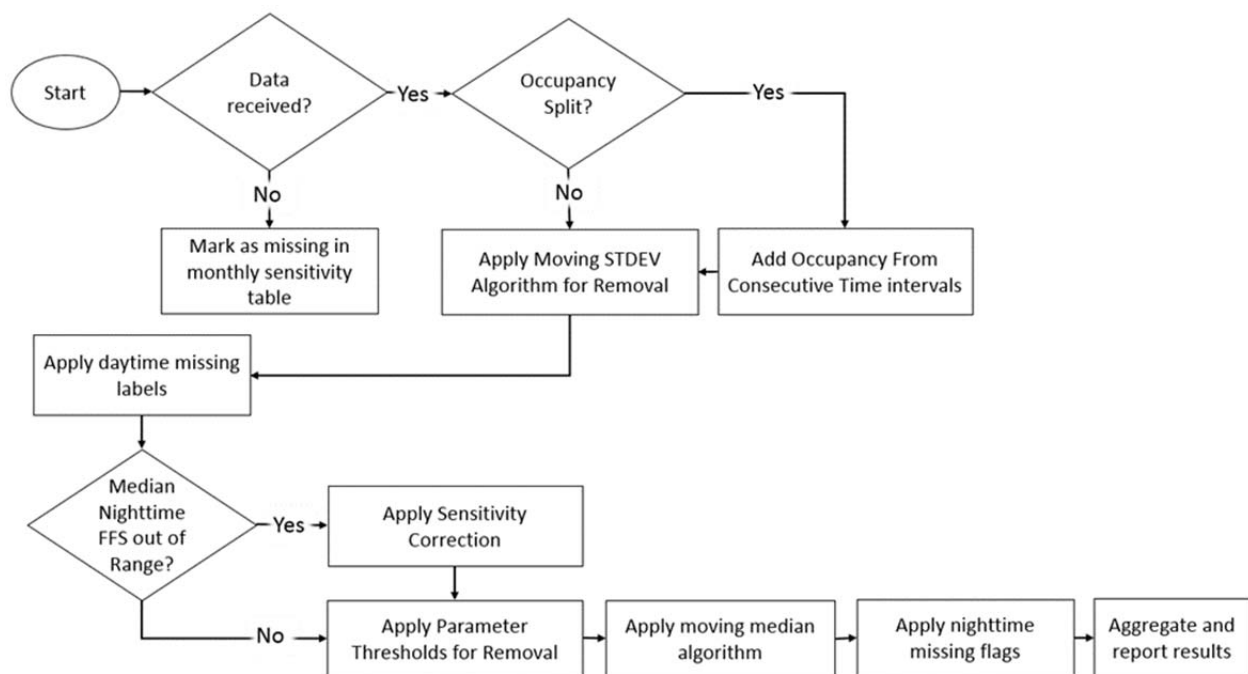 Start
Data
received?
Yes
Occupancy
Split?
Yes
No
No
Mark as missing in
monthly sensitivity
table
Apply Moving STDEV
Algorithm for Removal
Add Occupancy From
Consecutive Time intervals
Apply daytime missing
labels
Median
Nighttime
FFS out of
Range?
Yes
Apply Sensitivity
Correction
No
Apply Parameter
Thresholds for Removal
Apply moving median
algorithm
Apply nighttime
missing flags
Aggregate and
report results